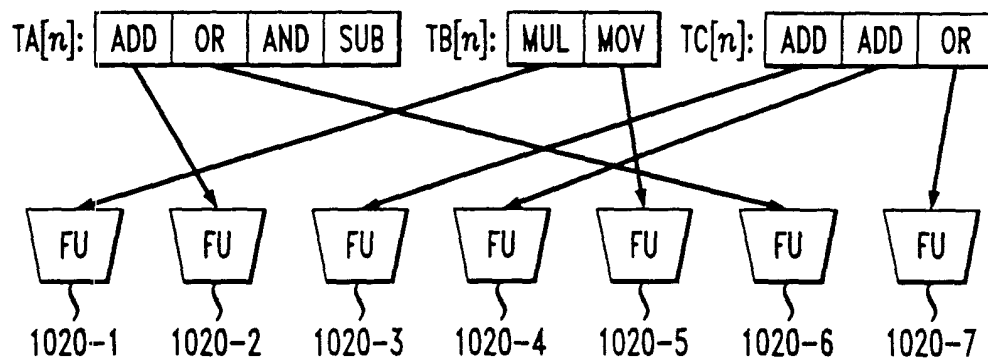 TA[n]: ADD OR AND SUB TB[n]: MUL MOV TC[n]: ADD ADD OR
FU FU FU FU FU FU FU
1020-1 1020-2 1020-3 1020-4 1020-5 1020-6 1020-7